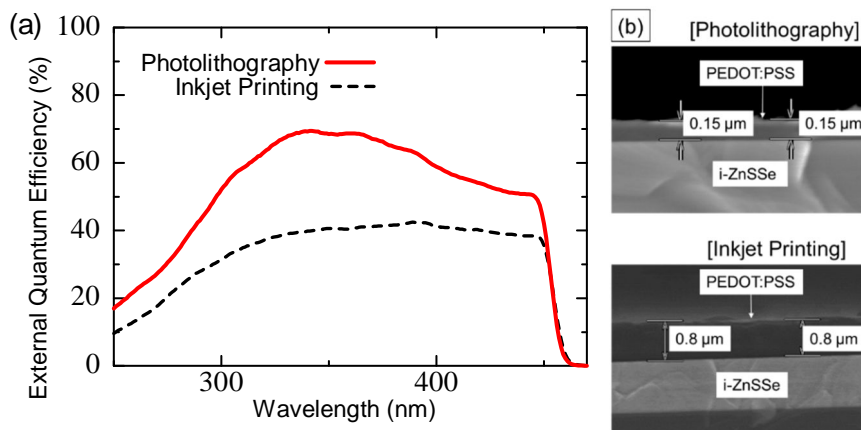 (a)
100
80
60
40
20
0
External Quantum Efficiency (%)
Photolithography
Inkjet Printing
300
400
Wavelength (nm)
(b)
[Photolithography]
PEDOT:PSS
0.15 µm
0.15 µm
i-ZnSSe
[Inkjet Printing]
PEDOT:PSS
0.8 µm
0.8 µm
i-ZnSSe